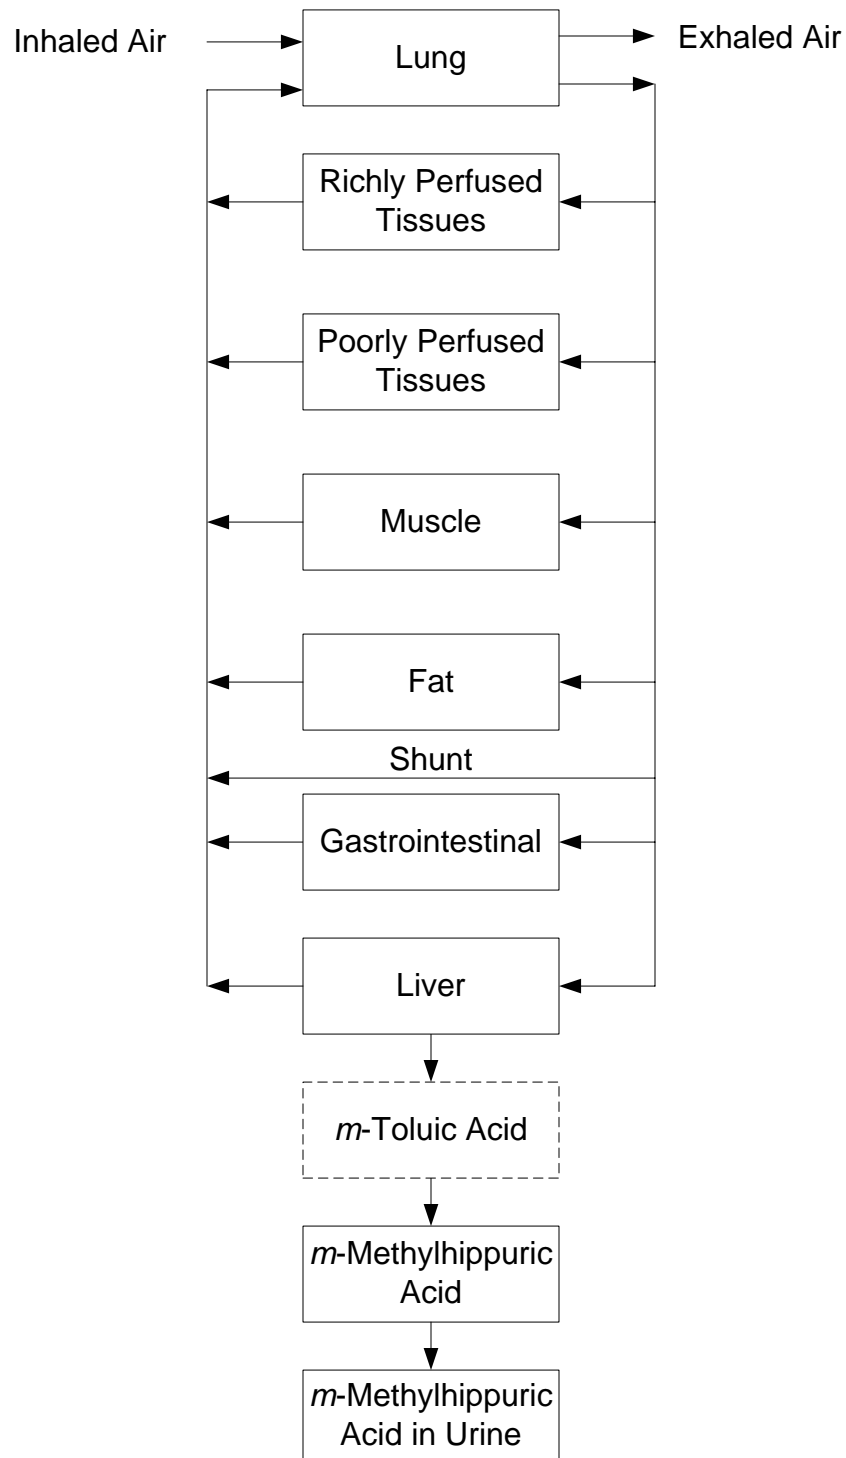 Inhaled Air
Lung
Exhaled Air
Richly Perfused
Tissues
Poorly Perfused
Tissues
Muscle
Fat
Shunt
Gastrointestinal
Liver
m-Toluic Acid
m-Methylhippuric
Acid
m-Methylhippuric
Acid in Urine